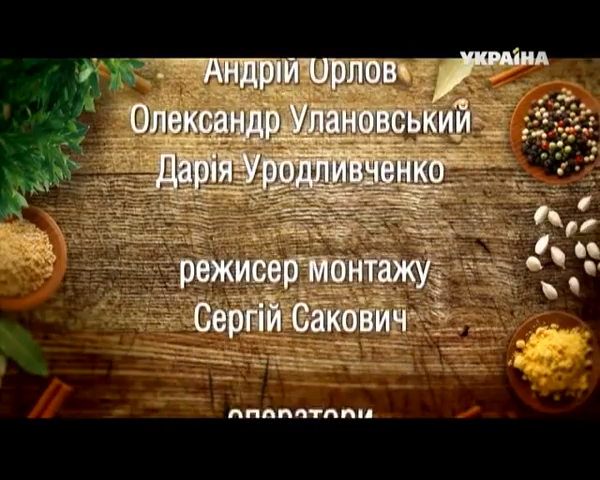 УКРАЇНА
Андрій Орлов
Олександр Улановський
Дарія Уродливченко
режисер монтажу
Сергій Сакович
оператори